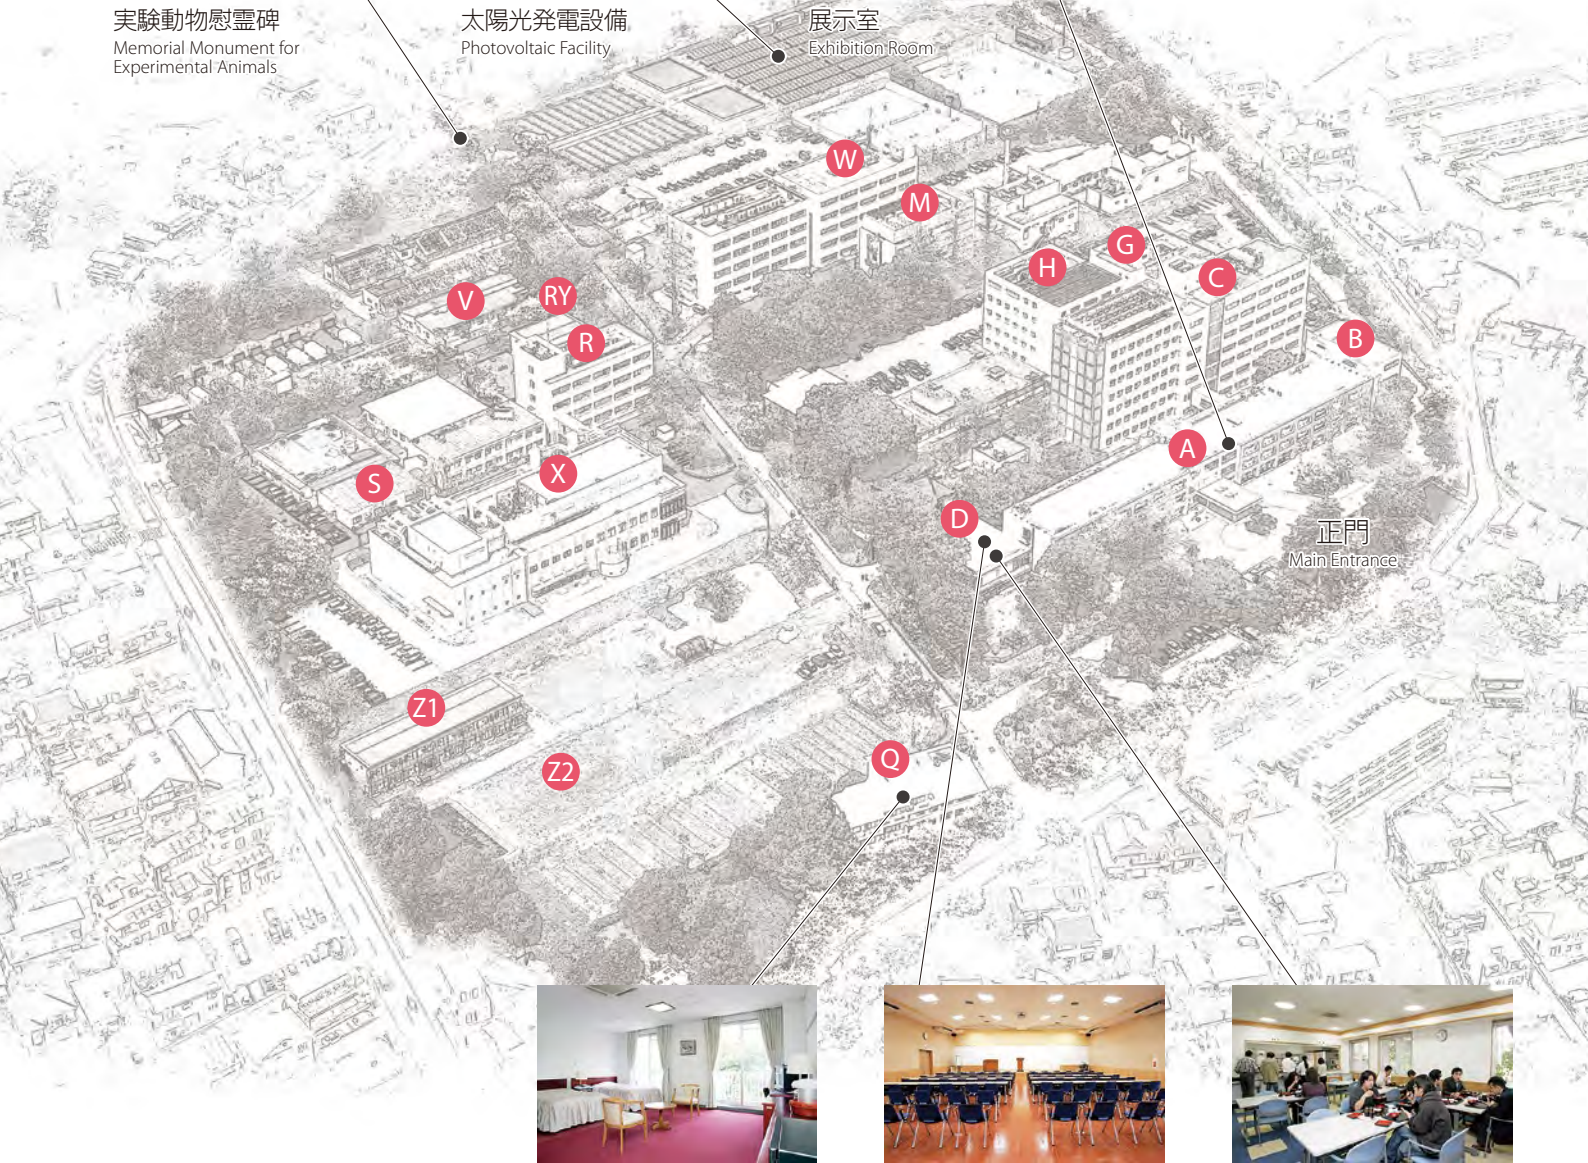 実験動物慰霊碑
Memorial Monument for
Experimental Animals
太陽光発電設備
Photovoltaic Facility
展示室
Exhibition Room
W
M
G
H
C
V
RY
R
B
A
S
X
D
正門
Main Entrance
Z1
Z2
Q